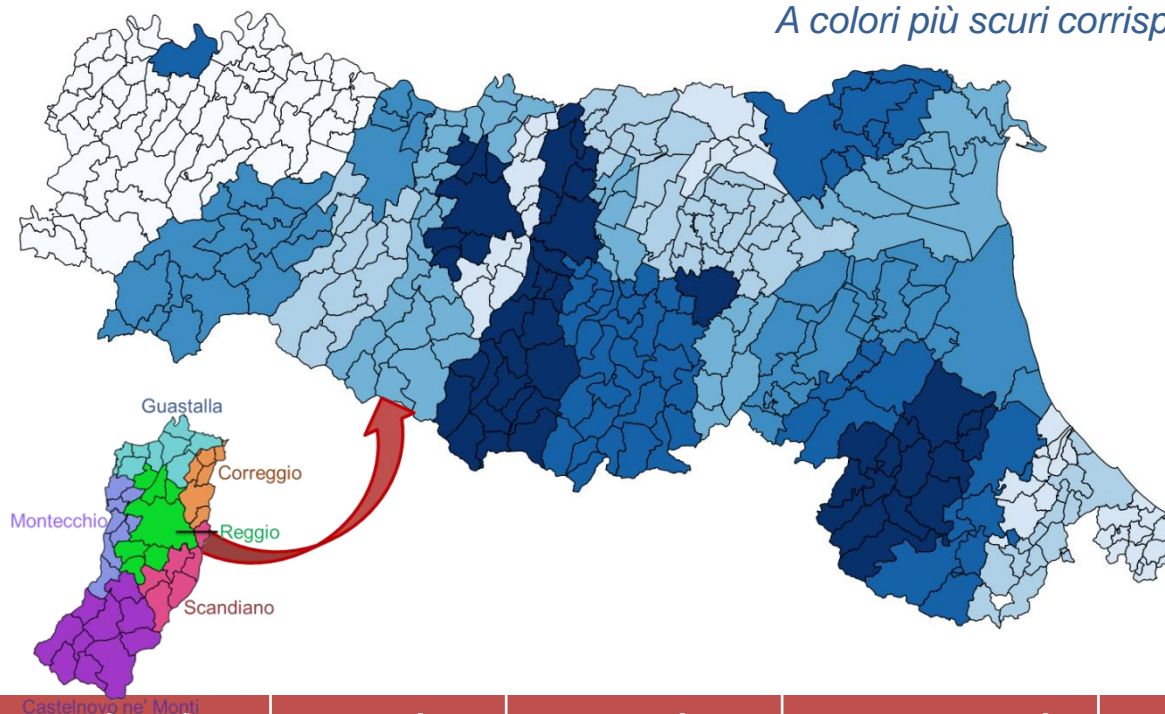 A colori più scuri corrisp
Guastalla
Correggio
Montecchio
Reggio
Scandiano
Castelnovo ne' Monti